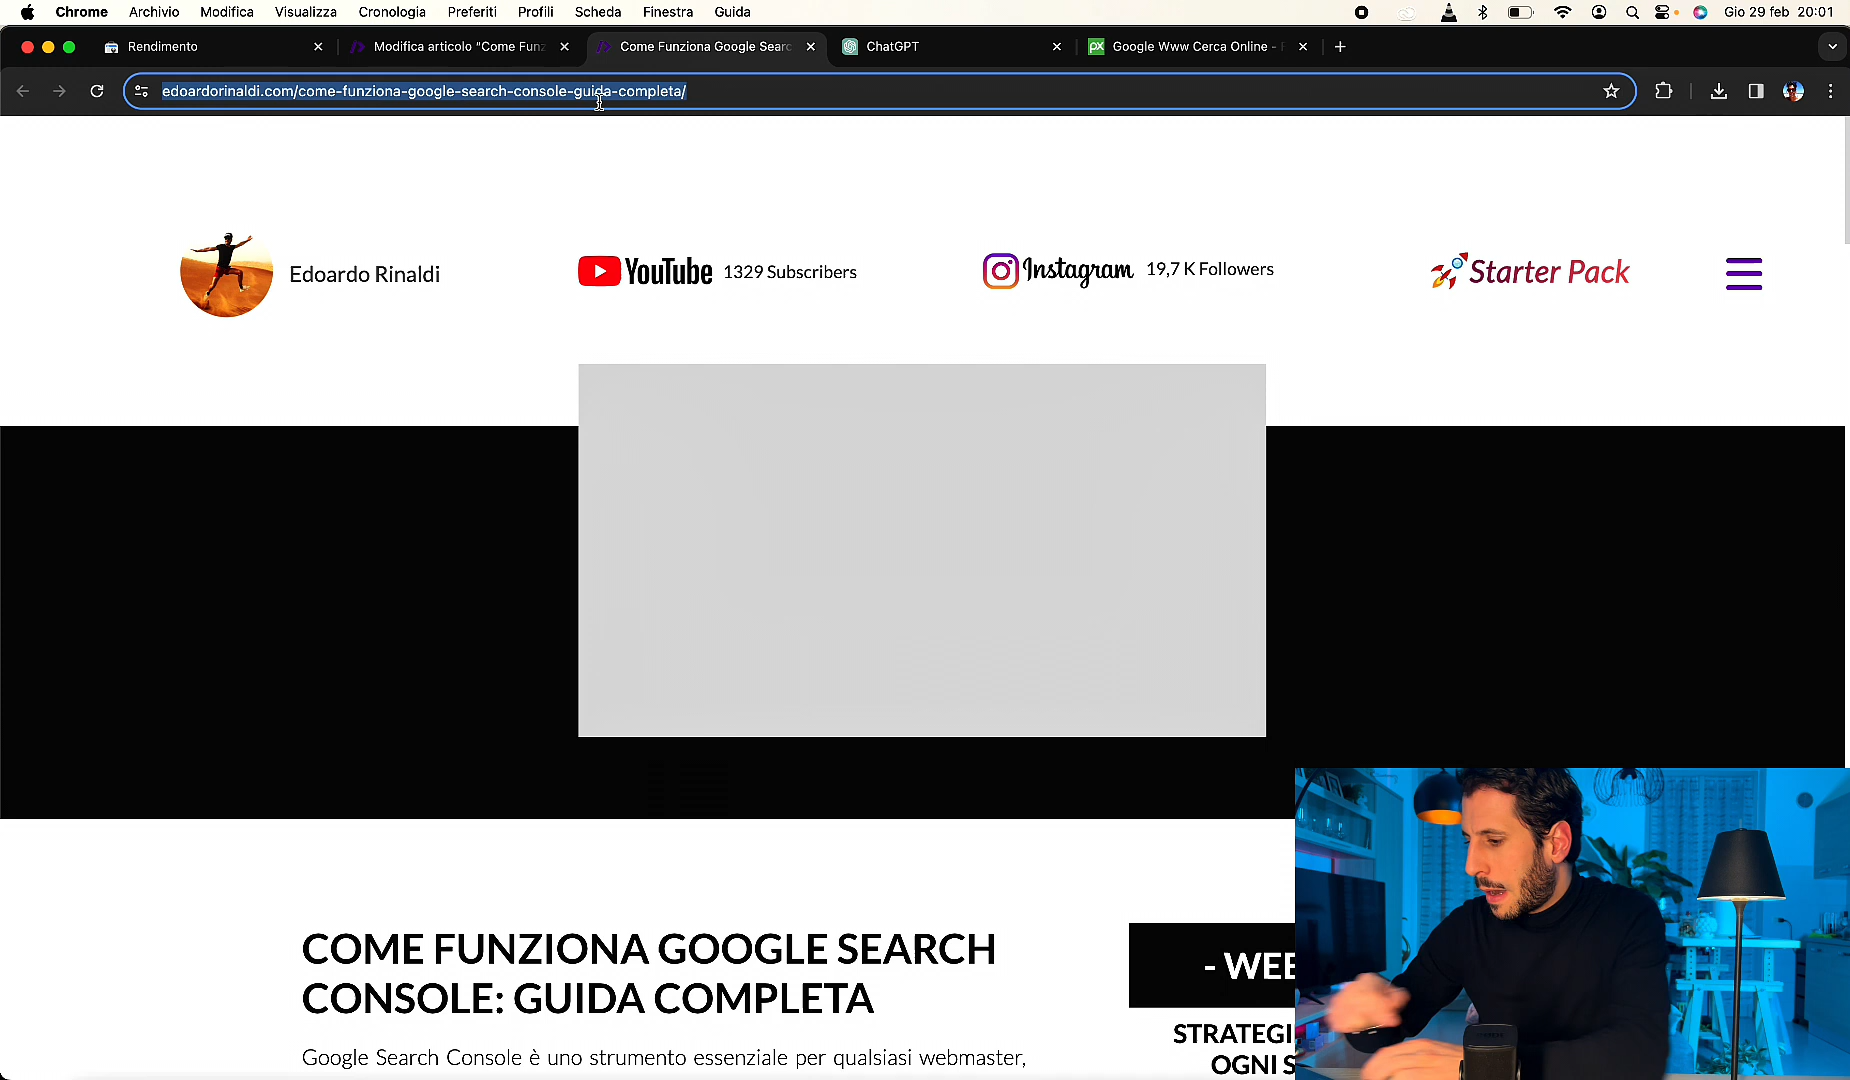 Chrome Archivio Modifica Visualizza Cronologia Preferiti Profili Scheda Finestra Guida Gio 29 feb 20:01
Rendimento Modifica articolo "Come Funz Come Funziona Google Searc ChatGPT Google Www Cerca Online -
edoardorinaldi.com/come-funziona-google-search-console-guida-completa/
Edoardo Rinaldi YouTube 1329 Subscribers Instagram 19,7 K Followers Starter Pack
COME FUNZIONA GOOGLE SEARCH
CONSOLE: GUIDA COMPLETA
Google Search Console è uno strumento essenziale per qualsiasi webmaster,
- WEB
STRATEGI
OGNI S